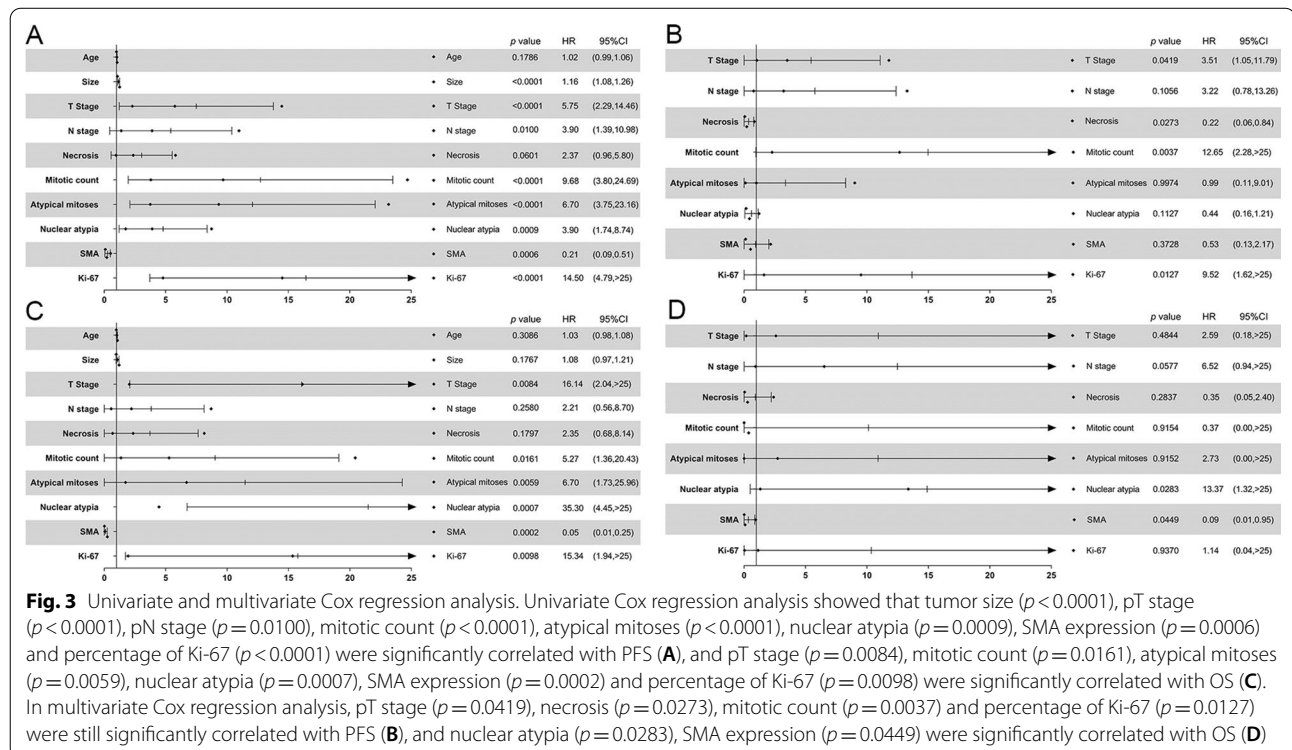 A
p value HR 95%CI
Age Age 0.1786 1.02 (0.99,1.06)
Size Size <0.0001 1.16 (1.08,1.26)
T Stage T Stage <0.0001 5.75 (2.29,14.46)
N stage N stage 0.0100 3.90 (1.39,10.98)
Necrosis Necrosis 0.0601 2.37 (0.96,5.80)
Mitotic count Mitotic count <0.0001 9.68 (3.80,24.69)
Atypical mitoses Atypical mitoses <0.0001 6.70 (3.75,23.16)
Nuclear atypia Nuclear atypia 0.0009 3.90 (1.74,8.74)
SMA SMA 0.0006 0.21 (0.09,0.51)
Ki-67 Ki-67 <0.0001 14.50 (4.79,>25)
0 5 10 15 20 25
B
p value HR 95%CI
T Stage T Stage 0.0419 3.51 (1.05,11.79)
N stage N stage 0.1056 3.22 (0.78,13.26)
Necrosis Necrosis 0.0273 0.22 (0.06,0.84)
Mitotic count Mitotic count 0.0037 12.65 (2.28,>25)
Atypical mitoses Atypical mitoses 0.9974 0.99 (0.11,9.01)
Nuclear atypia Nuclear atypia 0.1127 0.44 (0.16,1.21)
SMA SMA 0.3728 0.53 (0.13,2.17)
Ki-67 Ki-67 0.0127 9.52 (1.62,>25)
0 5 10 15 20 25
C
p value HR 95%CI
Age Age 0.3086 1.03 (0.98,1.08)
Size Size 0.1767 1.08 (0.97,1.21)
T Stage T Stage 0.0084 16.14 (2.04,>25)
N stage N stage 0.2580 2.21 (0.56,8.70)
Necrosis Necrosis 0.1797 2.35 (0.68,8.14)
Mitotic count Mitotic count 0.0161 5.27 (1.36,20.43)
Atypical mitoses Atypical mitoses 0.0059 6.70 (1.73,25.96)
Nuclear atypia Nuclear atypia 0.0007 35.30 (4.45,>25)
SMA SMA 0.0002 0.05 (0.01,0.25)
Ki-67 Ki-67 0.0098 15.34 (1.94,>25)
0 5 10 15 20 25
D
p value HR 95%CI
T Stage T Stage 0.4844 2.59 (0.18,>25)
N stage N stage 0.0577 6.52 (0.94,>25)
Necrosis Necrosis 0.2837 0.35 (0.05,2.40)
Mitotic count Mitotic count 0.9154 0.37 (0.00,>25)
Atypical mitoses Atypical mitoses 0.9152 2.73 (0.00,>25)
Nuclear atypia Nuclear atypia 0.0283 13.37 (1.32,>25)
SMA SMA 0.0449 0.09 (0.01,0.95)
Ki-67 Ki-67 0.9370 1.14 (0.04,>25)
0 5 10 15 20 25
Fig. 3 Univariate and multivariate Cox regression analysis. Univariate Cox regression analysis showed that tumor size (p < 0.0001), pT stage
(p < 0.0001), pN stage (p = 0.0100), mitotic count (p < 0.0001), atypical mitoses (p < 0.0001), nuclear atypia (p = 0.0009), SMA expression (p = 0.0006)
and percentage of Ki-67 (p < 0.0001) were significantly correlated with PFS (A), and pT stage (p = 0.0084), mitotic count (p = 0.0161), atypical mitoses
(p = 0.0059), nuclear atypia (p = 0.0007), SMA expression (p = 0.0002) and percentage of Ki-67 (p = 0.0098) were significantly correlated with OS (C).
In multivariate Cox regression analysis, pT stage (p = 0.0419), necrosis (p = 0.0273), mitotic count (p = 0.0037) and percentage of Ki-67 (p = 0.0127)
were still significantly correlated with PFS (B), and nuclear atypia (p = 0.0283), SMA expression (p = 0.0449) were significantly correlated with OS (D)